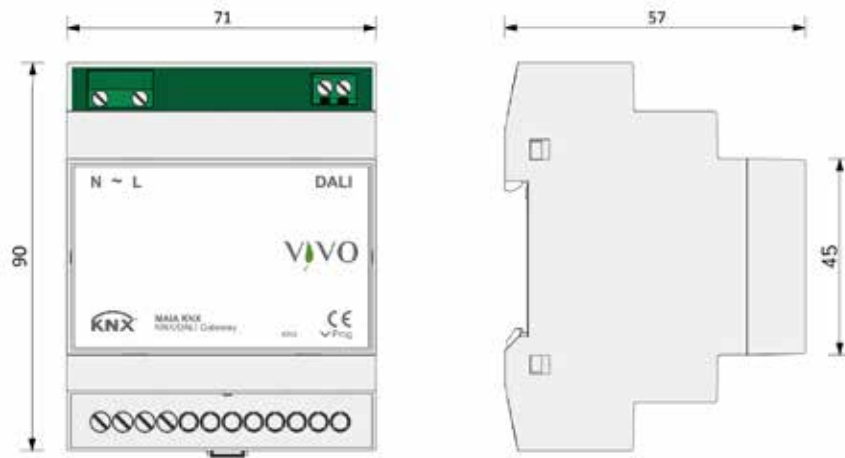 71
57
90
45
N ~ L
DALI
VIVO
KNX
MAIA KNX
KNX/DALI Gateway
CE
Prog